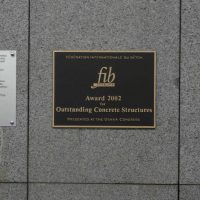 FÉDÉRATION INTERNATIONALE DU BÉTON
fib
Award 2002
FOR
Outstanding Concrete Structures
PRESENTED AT THE OSAKA CONGRESS